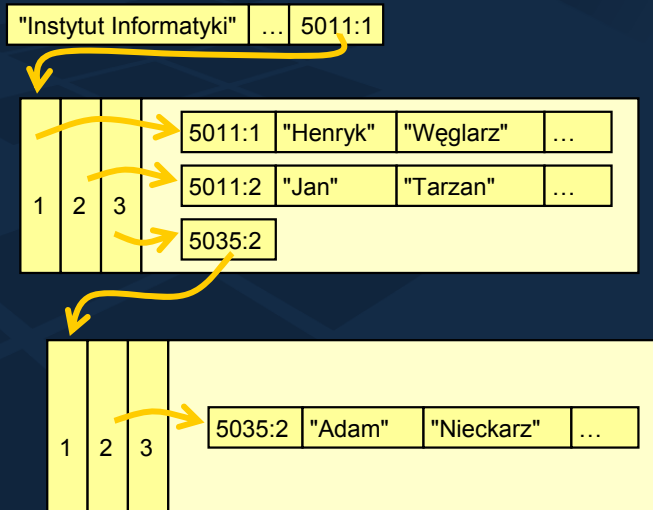 "Instytut Informatyki" … 5011:1
5011:1 "Henryk" "Węglarz" …
5011:2 "Jan" "Tarzan" …
1 2 3
5035:2
5035:2 "Adam" "Nieckarz" …
1 2 3